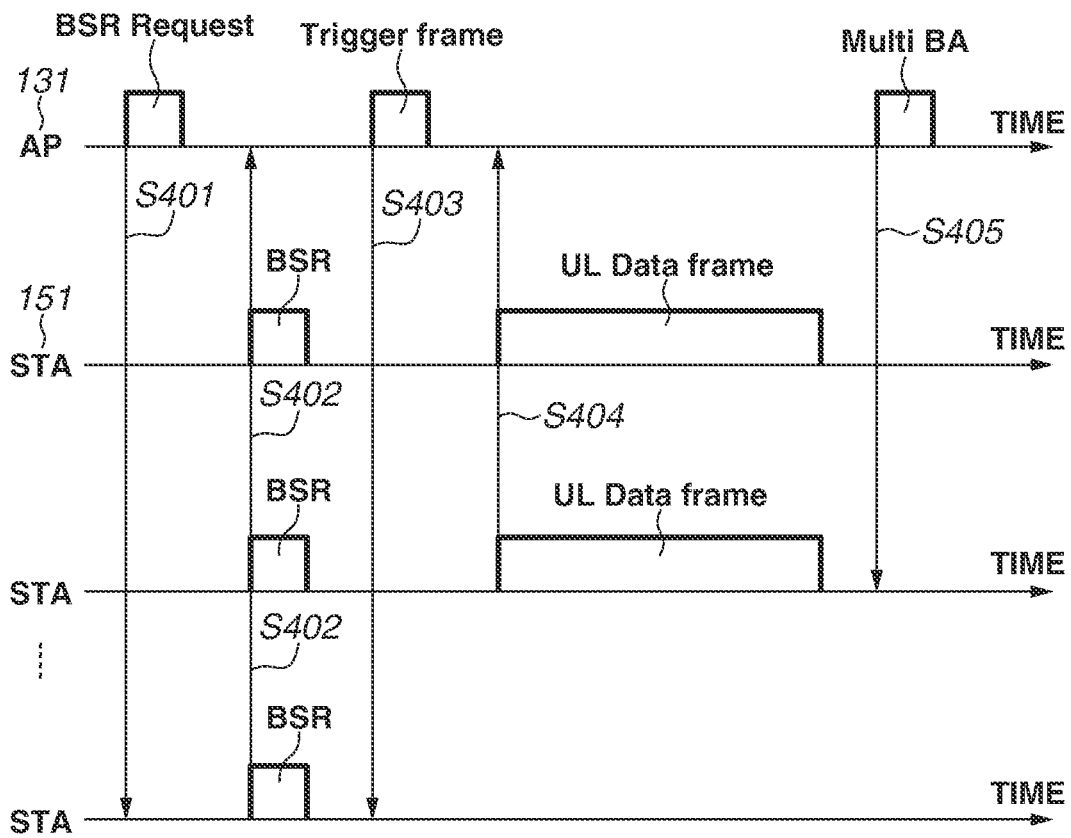 BSR Request
Trigger frame
Multi BA
131
AP
TIME
S401
S403
S405
BSR
UL Data frame
151
STA
TIME
S402
S404
BSR
UL Data frame
STA
TIME
S402
BSR
STA
TIME